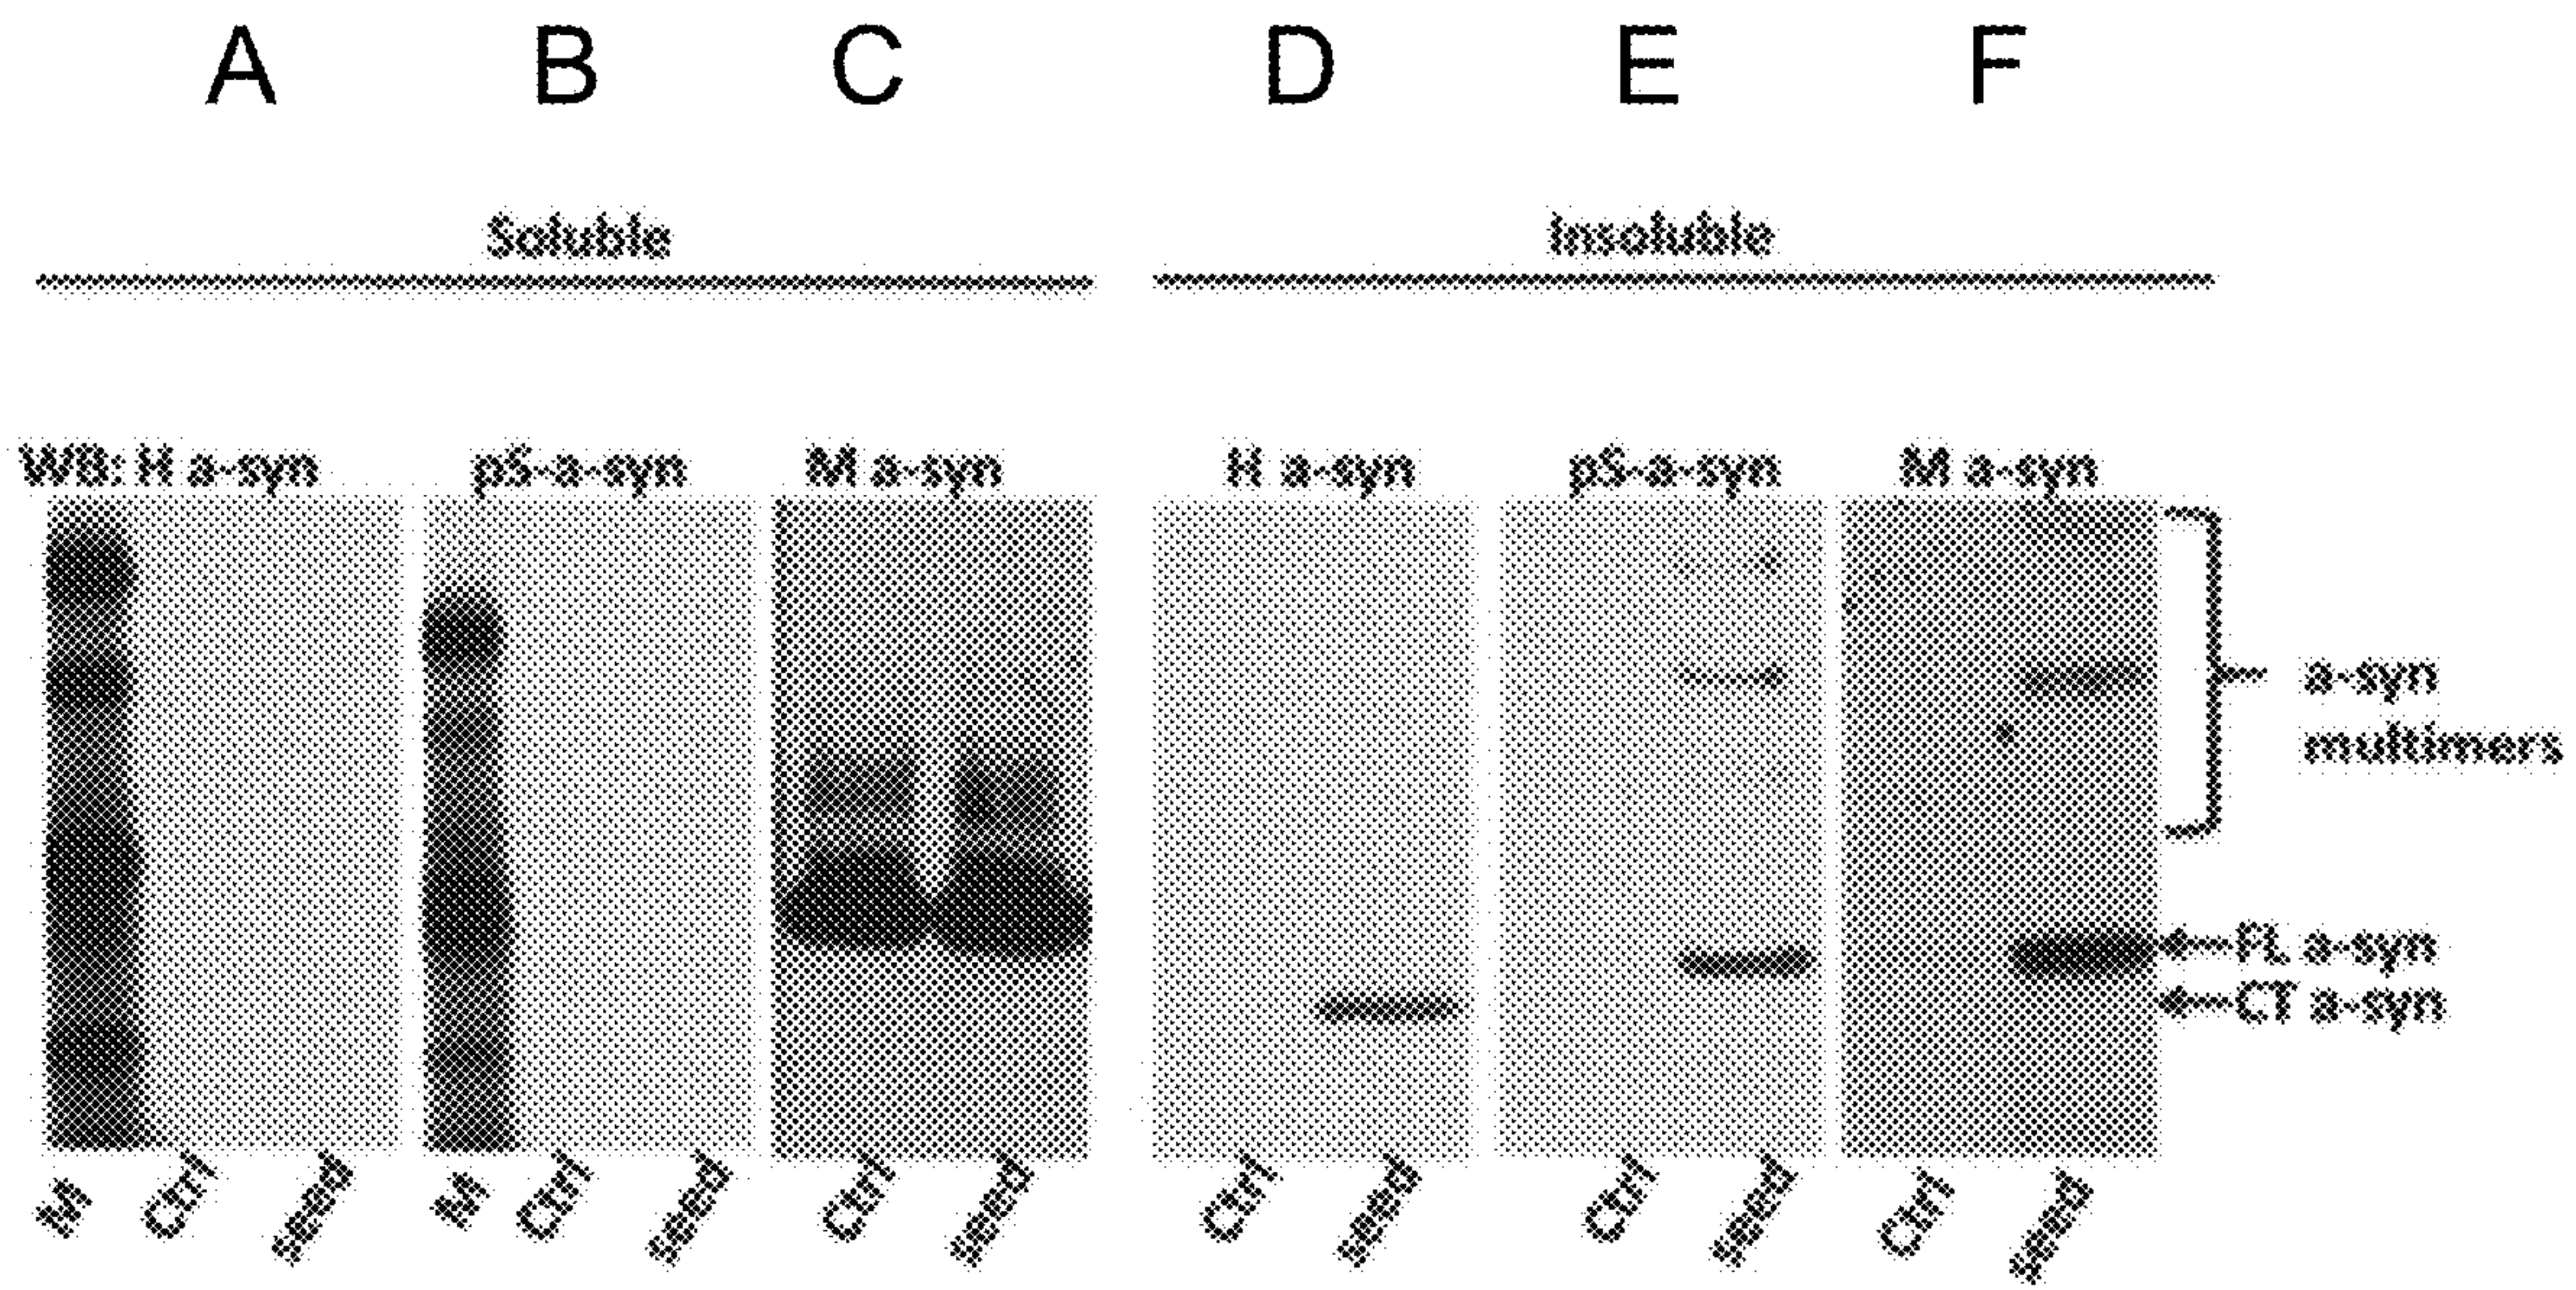 A B C D E F
Soluble Insoluble
WB: H a-syn pS-a-syn M a-syn H a-syn pS-a-syn M a-syn
a-syn
multimers
FL a-syn
CT a-syn
M Ctrl seed M Ctrl seed Ctrl seed Ctrl seed Ctrl seed Ctrl seed